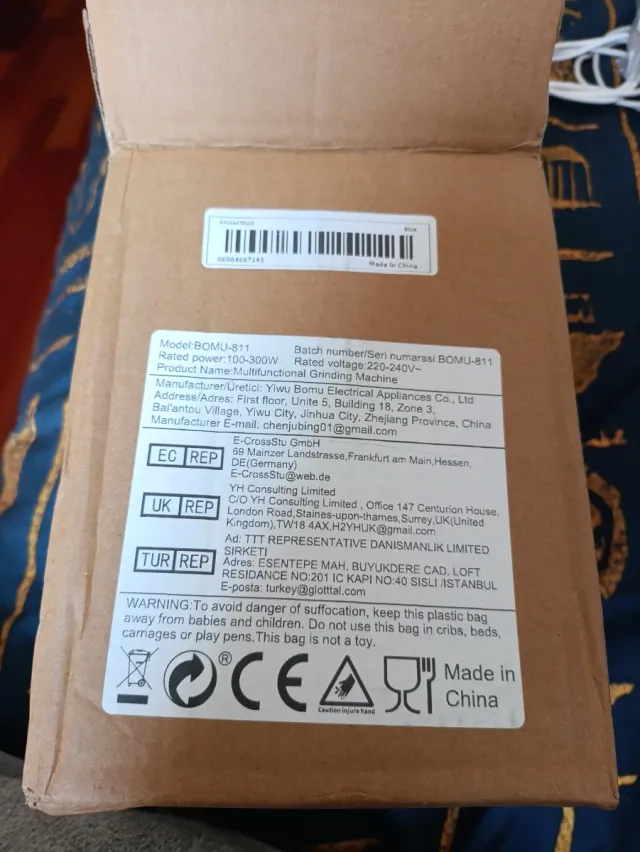 Blue
00064687143
Made in China
Model:BOMU-811
Batch number/Seri numarasi:BOMU-811
Rated power:100-300W
Rated voltage:220-240V~
Product Name:Multifunctional Grinding Machine
Manufacturer/Üretici: Yiwu Bomu Electrical Appliances Co., Ltd
Address/Adres: First floor, Unite 5, Building 18, Zone 3,
Bai'antou Village, Yiwu City, Jinhua City, Zhejiang Province, China
Manufacturer E-mail: chenjubing01@gmail.com
EC REP
E-CrossStu GmbH
69 Mainzer Landstrasse,Frankfurt am Main,Hessen,
DE(Germany)
E-CrossStu@web.de
UK REP
YH Consulting Limited
C/O YH Consulting Limited , Office 147 Centurion House,
London Road,Staines-upon-thames,Surrey,UK(United
Kingdom),TW18 4AX,H2YHUK@gmail.com
TUR REP
Ad: TTT REPRESENTATIVE DANISMANLIK LIMITED
SIRKETI
Adres: ESENTEPE MAH. BUYUKDERE CAD. LOFT
RESIDANCE NO:201 IC KAPI NO:40 SISLI /ISTANBUL
E-posta: turkey@glotttal.com
WARNING:To avoid danger of suffocation, keep this plastic bag
away from babies and children. Do not use this bag in cribs, beds,
carriages or play pens.This bag is not a toy.
® CE
Caution injure hand
Made in
China